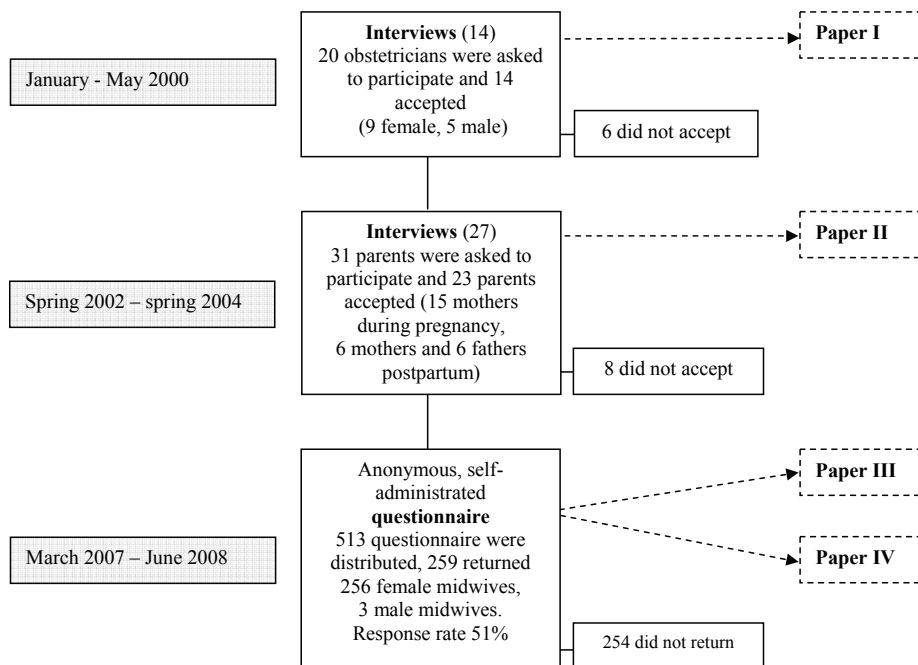 January - May 2000
Interviews (14)
20 obstetricians were asked
to participate and 14
accepted
(9 female, 5 male)
6 did not accept
Paper I
Spring 2002 – spring 2004
Interviews (27)
31 parents were asked to
participate and 23 parents
accepted (15 mothers
during pregnancy,
6 mothers and 6 fathers
postpartum)
8 did not accept
Paper II
March 2007 – June 2008
Anonymous, self-
administrated
questionnaire
513 questionnaire were
distributed, 259 returned
256 female midwives,
3 male midwives.
Response rate 51%
254 did not return
Paper III
Paper IV